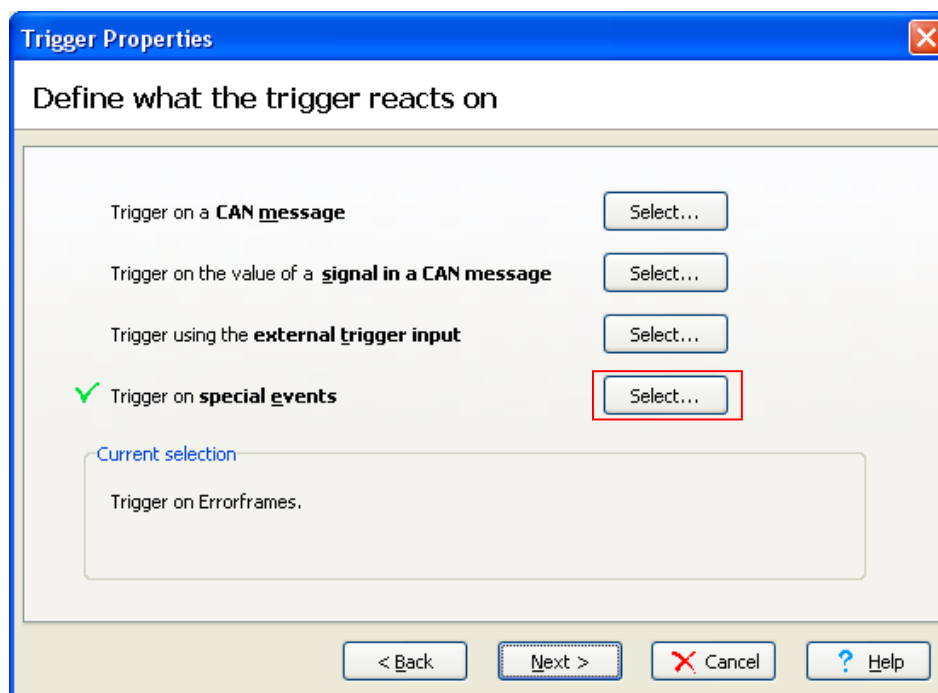 Trigger Properties
Define what the trigger reacts on
Trigger on a CAN message Select...
Trigger on the value of a signal in a CAN message Select...
Trigger using the external trigger input Select...
Trigger on special events Select...
Current selection
Trigger on Errorframes.
< Back Next > Cancel ? Help